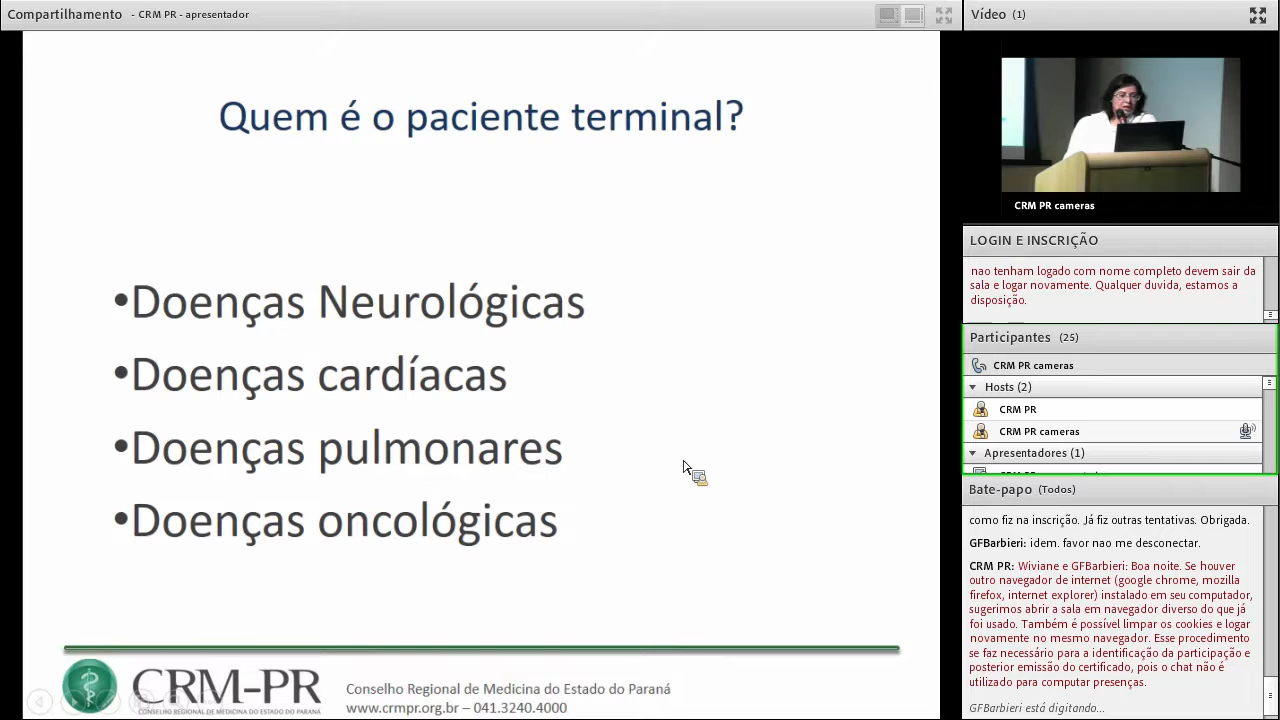 Compartilhamento - CRM PR - apresentador
Quem é o paciente terminal?
•Doenças Neurológicas
•Doenças cardíacas
•Doenças pulmonares
•Doenças oncológicas
CRM-PR
CONSELHO REGIONAL DE MEDICINA DO ESTADO DO PARANÁ
Conselho Regional de Medicina do Estado do Paraná
www.crmpr.org.br – 041.3240.4000
Vídeo (1)
CRM PR cameras
LOGIN E INSCRIÇÃO
nao tenham logado com nome completo devem sair da
sala e logar novamente. Qualquer duvida, estamos a
disposição.
Participantes (25)
CRM PR cameras
Hosts (2)
CRM PR
CRM PR cameras
Apresentadores (1)
Bate-papo (Todos)
como fiz na inscrição. Já fiz outras tentativas. Obrigada.
GFBarbieri: idem. favor nao me desconectar.
CRM PR: Wiviane e GFBarbieri: Boa noite. Se houver
outro navegador de internet (google chrome, mozilla
firefox, internet explorer) instalado em seu computador,
sugerimos abrir a sala em navegador diverso do que já
foi usado. Também é possível limpar os cookies e logar
novamente no mesmo navegador. Esse procedimento
se faz necessário para a identificação da participação e
posterior emissão do certificado, pois o chat não é
utilizado para computar presenças.
GFBarbieri está digitando...